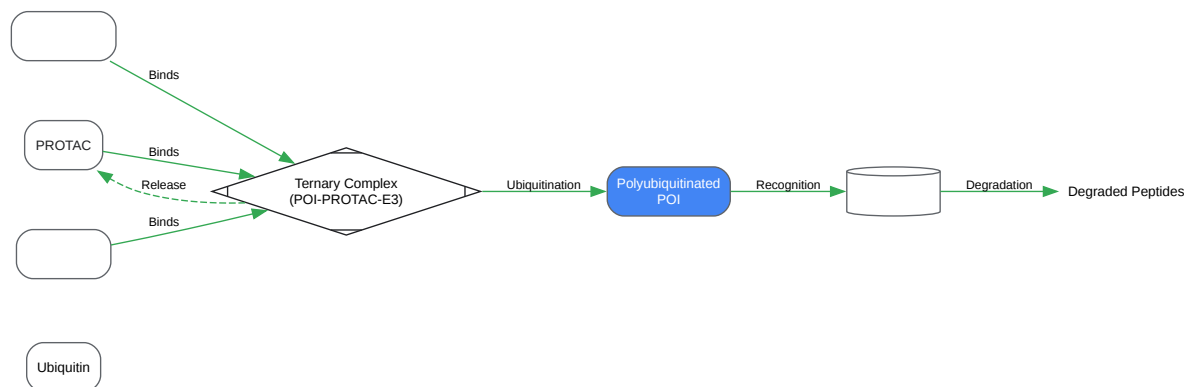 Binds
PROTAC
Binds
Release
Binds
Ternary Complex
(POI-PROTAC-E3)
Ubiquitination
Polyubiquitinated
POI
Recognition
Degradation
Degraded Peptides
Ubiquitin